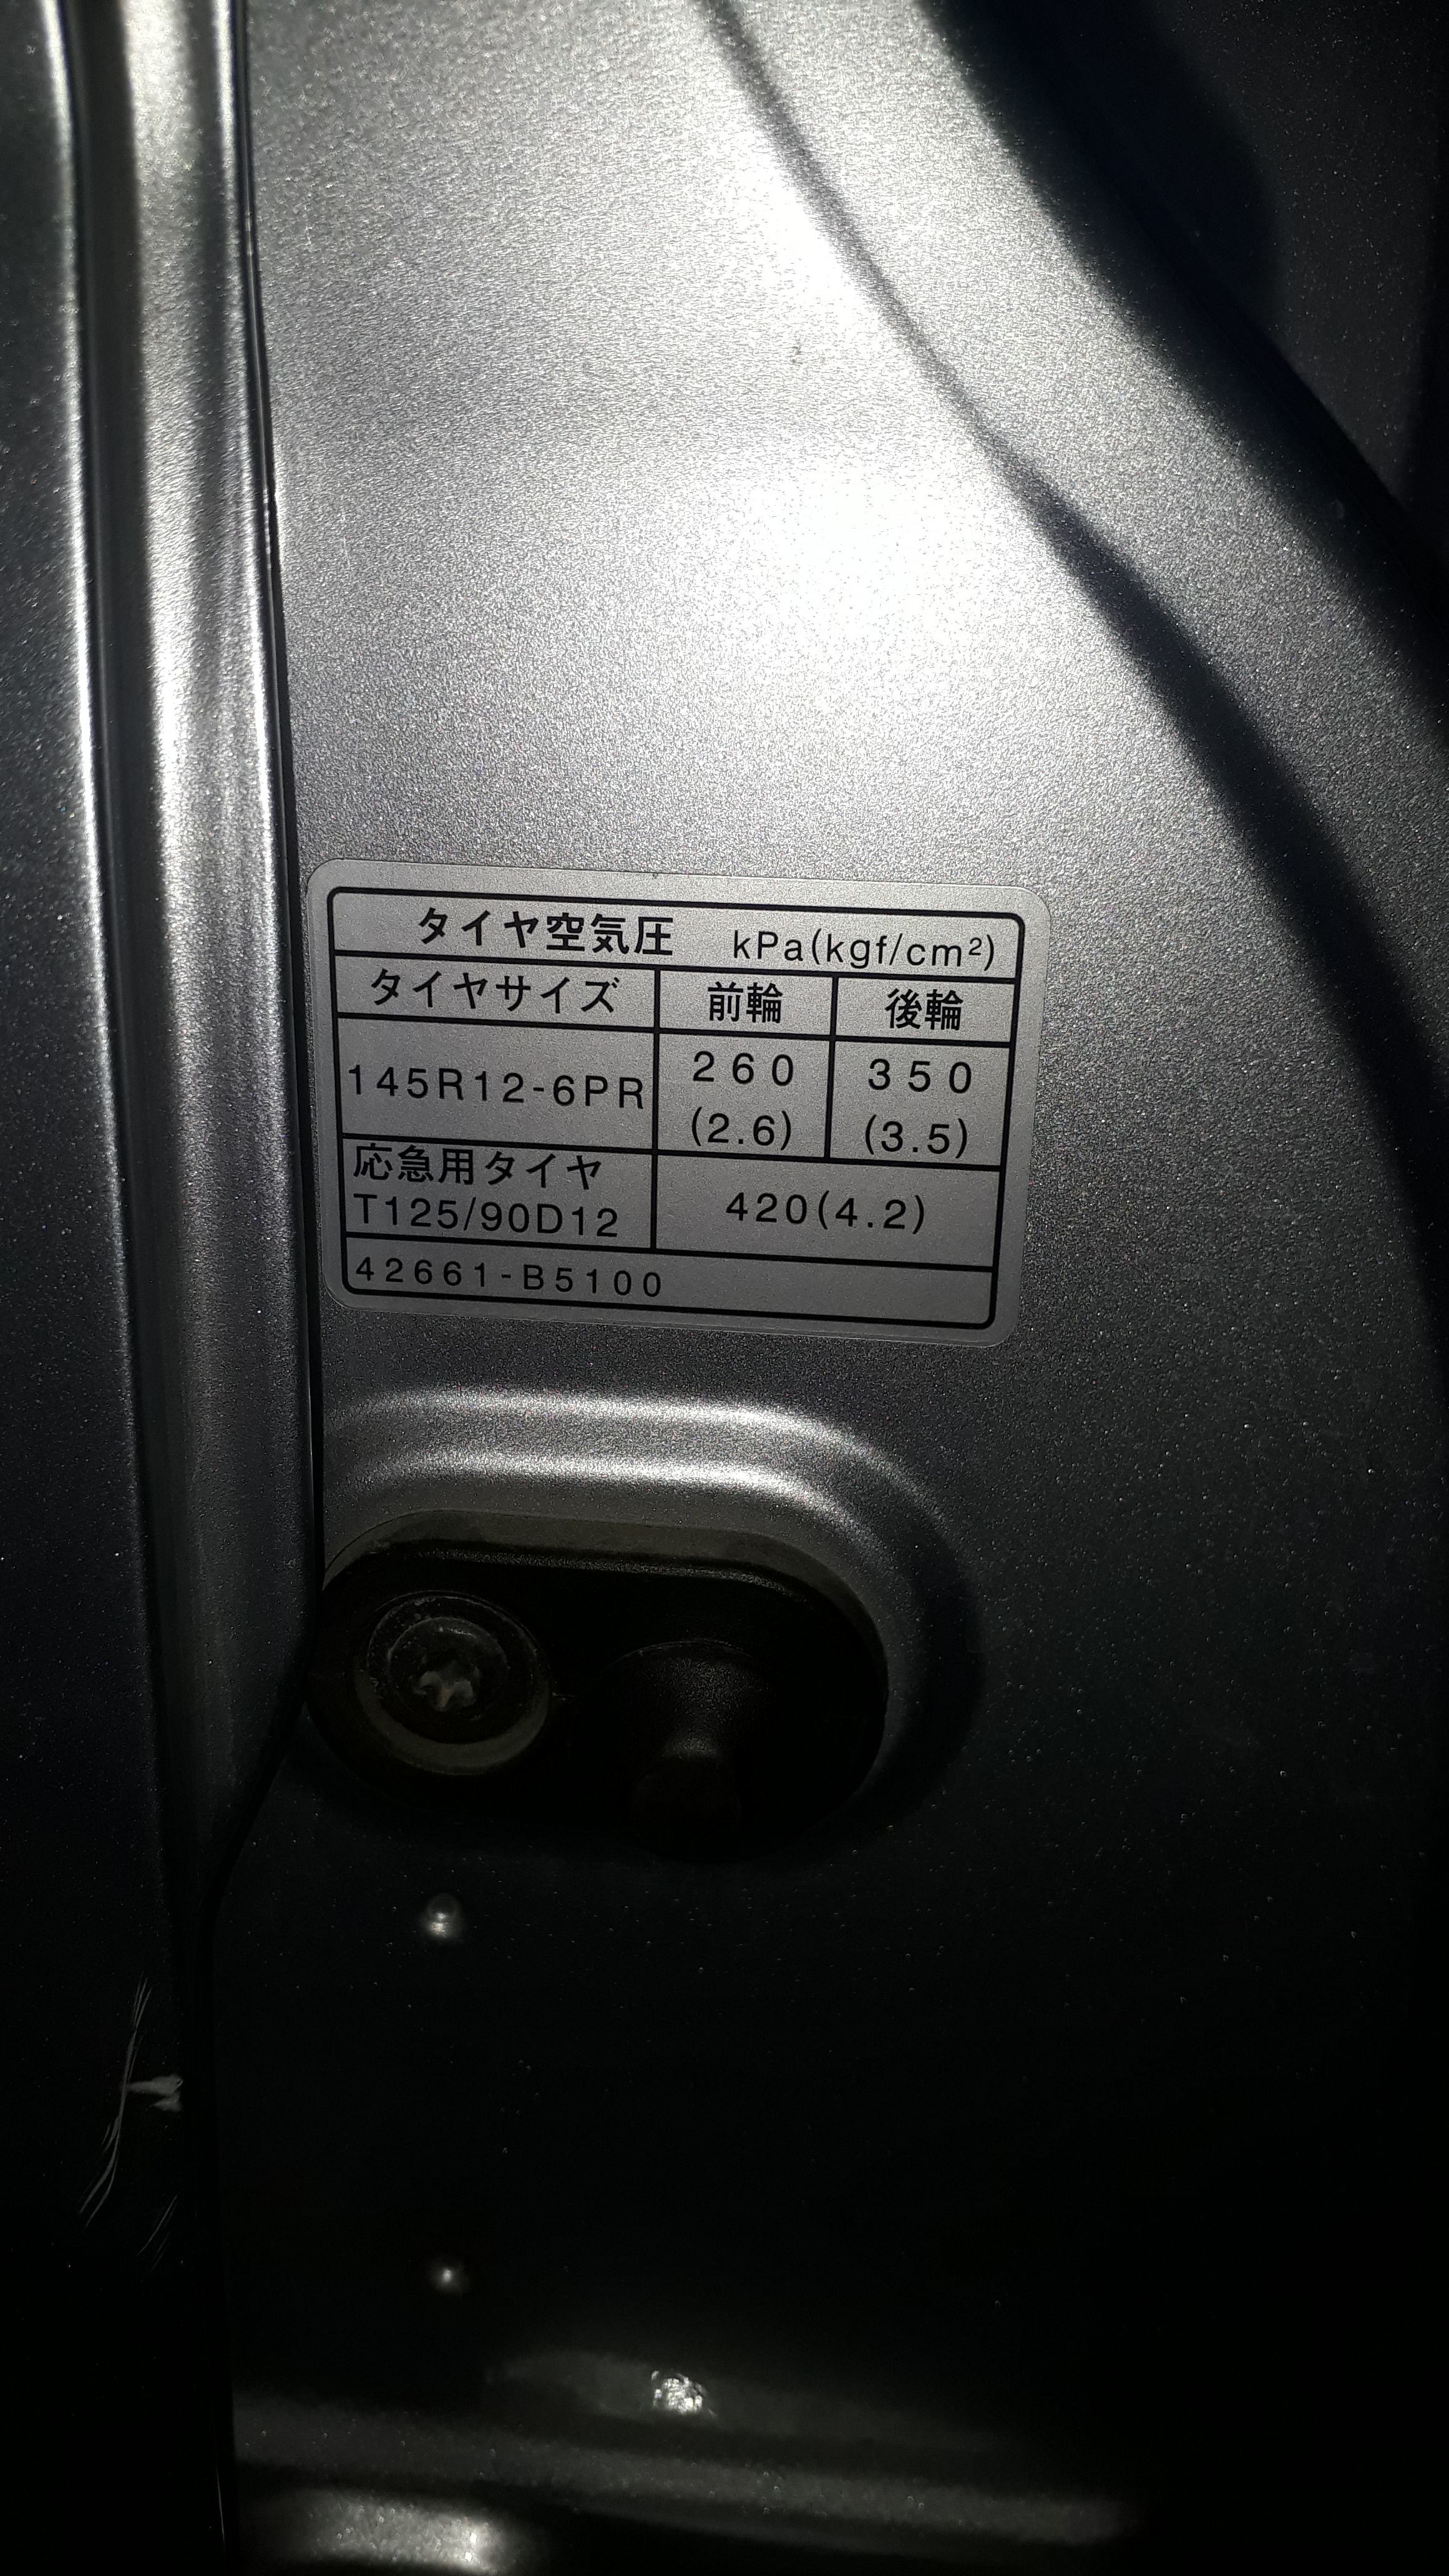 タイヤ空気圧 kPa(kgf/cm²)
タイヤサイズ 前輪 後輪
145R12-6PR 260 350
(2.6) (3.5)
応急用タイヤ
T125/90D12 420(4.2)
42661-B5100